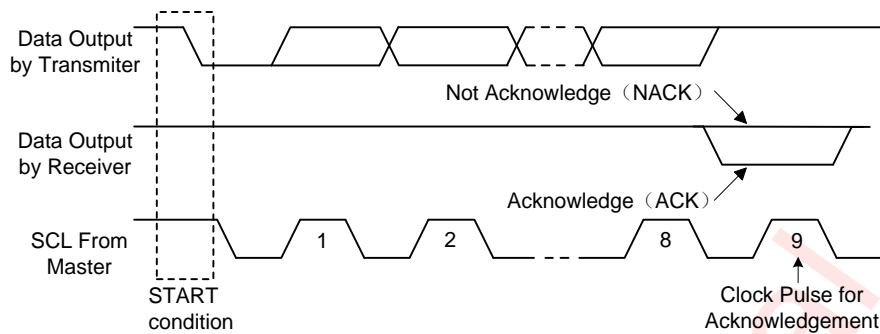 Data Output
by Transmiter
Not Acknowledge（NACK）
Data Output
by Receiver
Acknowledge（ACK）
SCL From
Master
1
2
8
9
START
condition
Clock Pulse for
Acknowledgement